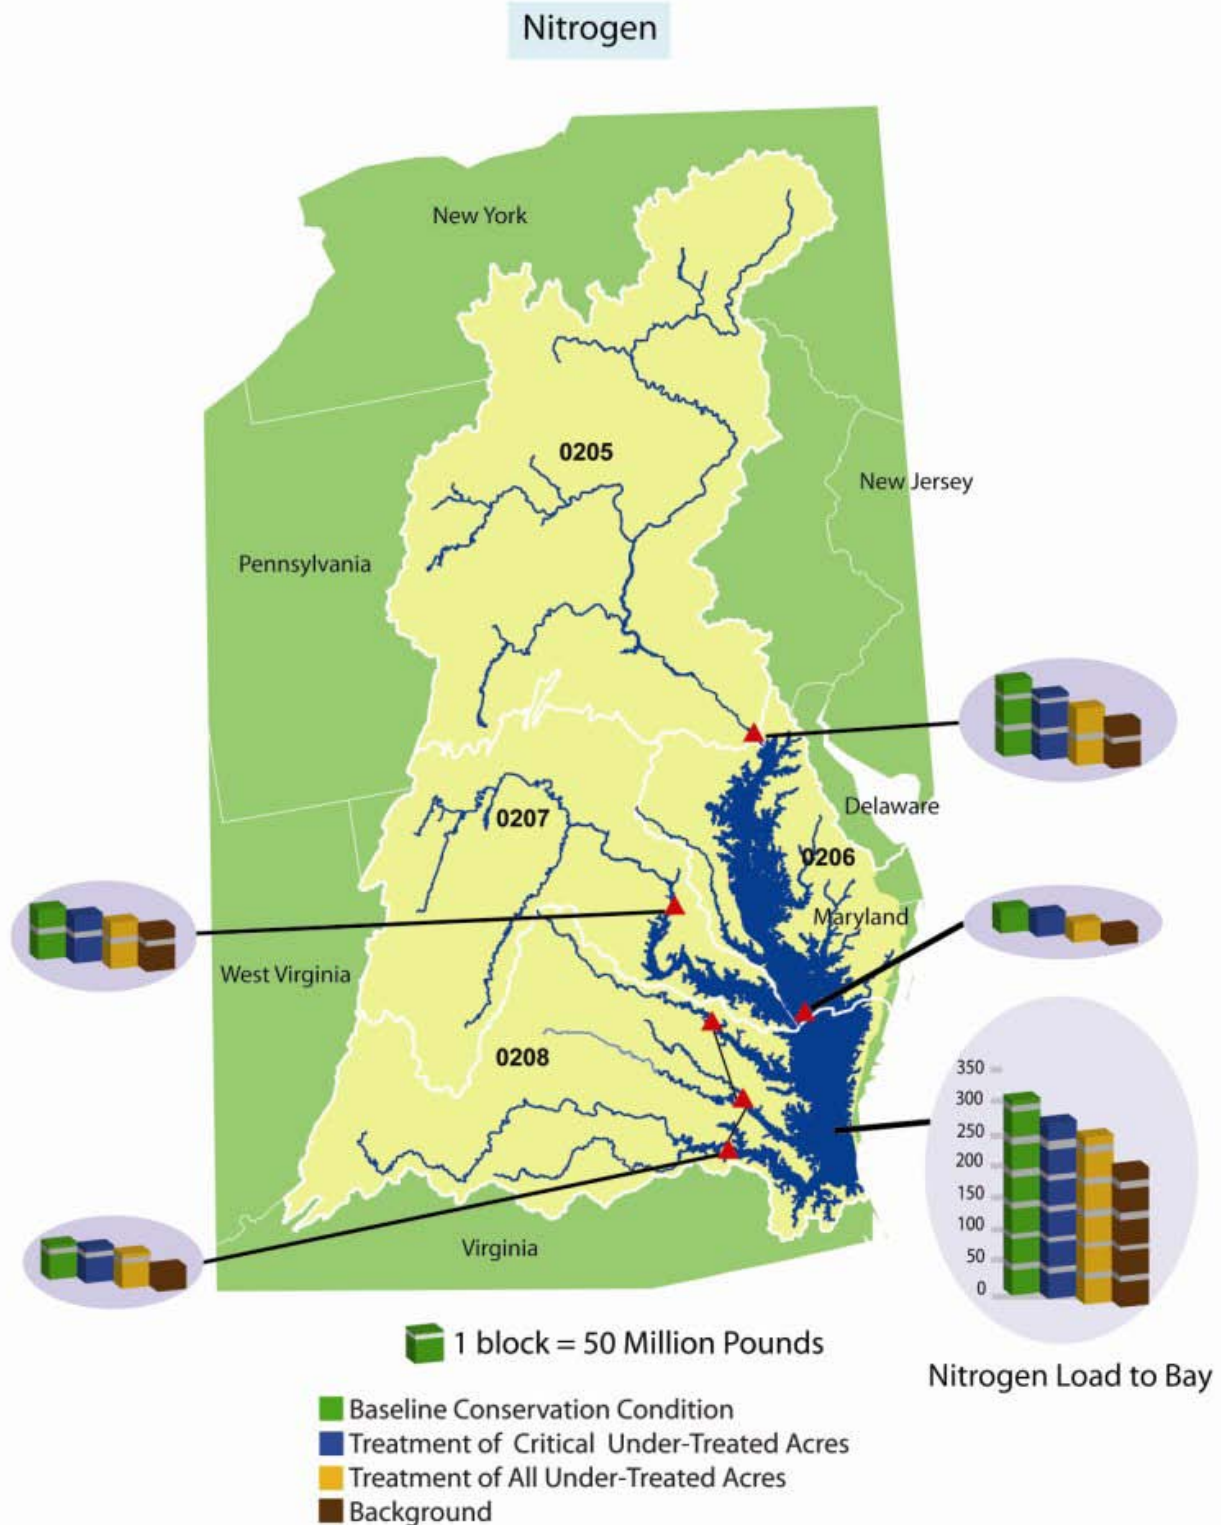 Nitrogen
New York
0205
New Jersey
Pennsylvania
0207
Delaware
0206
Maryland
West Virginia
0208
350
300
250
200
150
100
50
0
Virginia
1 block = 50 Million Pounds
Nitrogen Load to Bay
Baseline Conservation Condition
Treatment of Critical Under-Treated Acres
Treatment of All Under-Treated Acres
Background